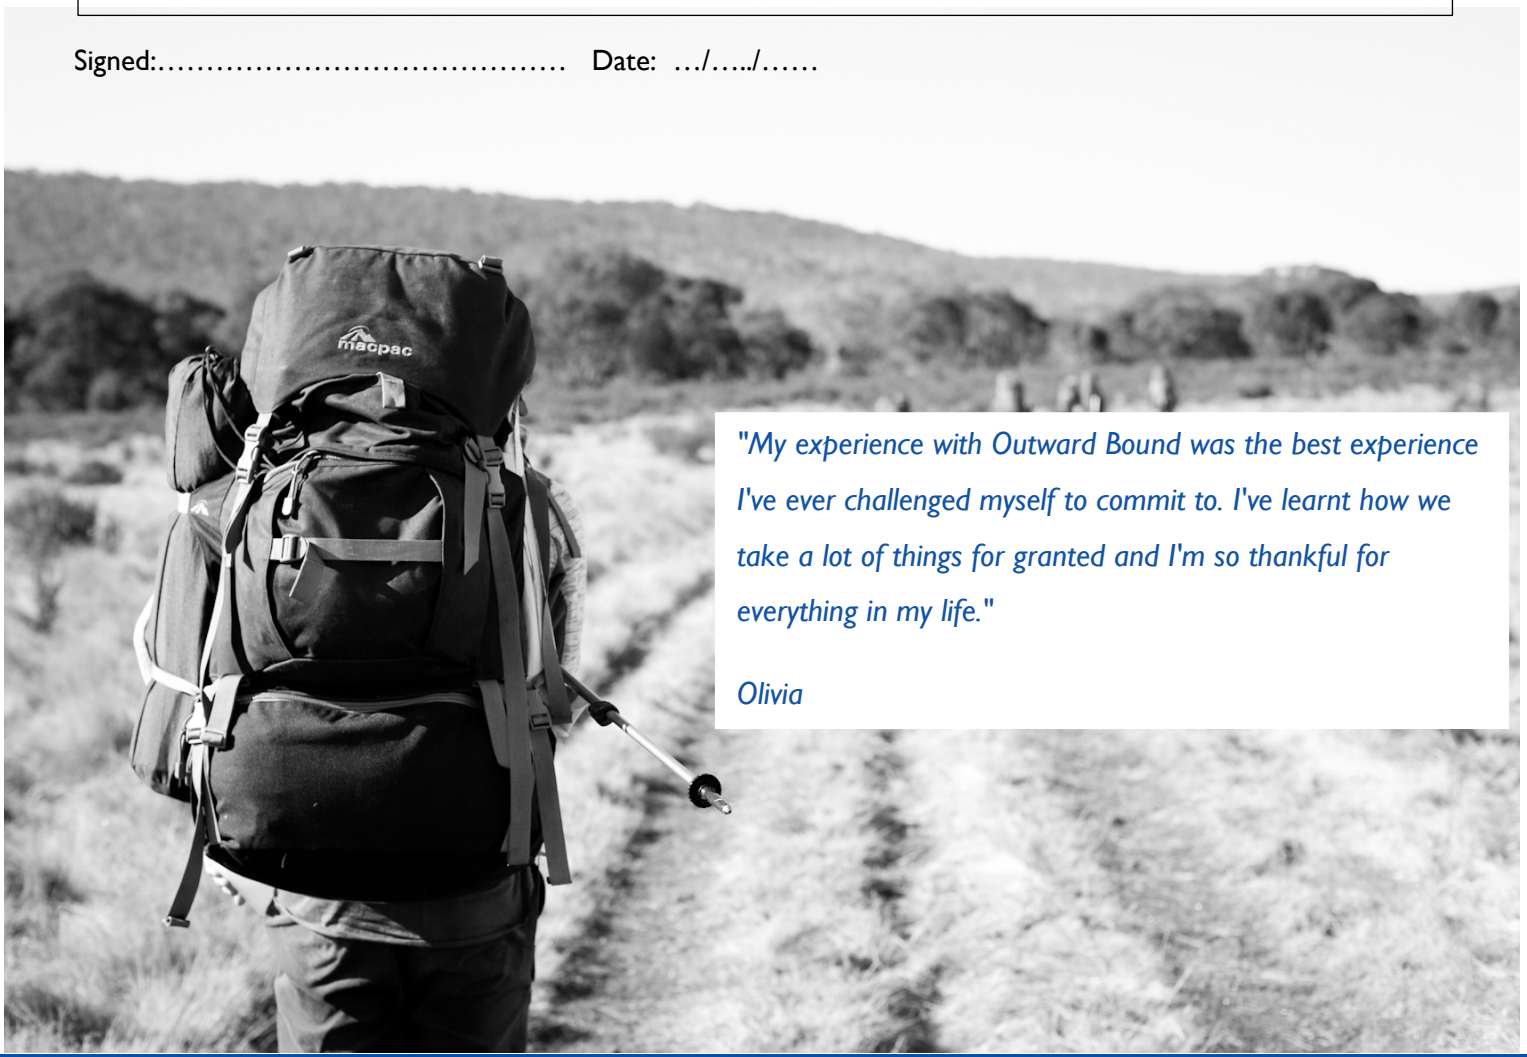 Signed:…………………………………… Date: …/…../……
macpac
"My experience with Outward Bound was the best experience
I've ever challenged myself to commit to. I've learnt how we
take a lot of things for granted and I'm so thankful for
everything in my life."
Olivia